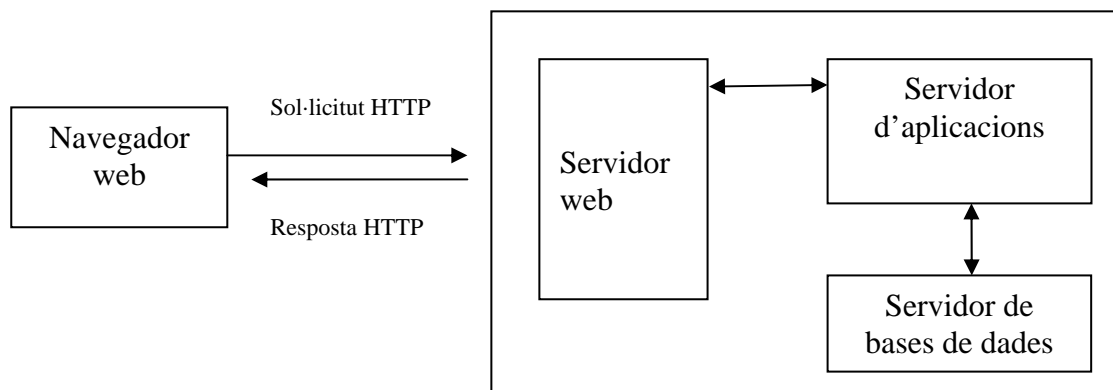 Navegador
web
Sol·licitut HTTP
Resposta HTTP
Servidor
web
Servidor
d’aplicacions
Servidor de
bases de dades